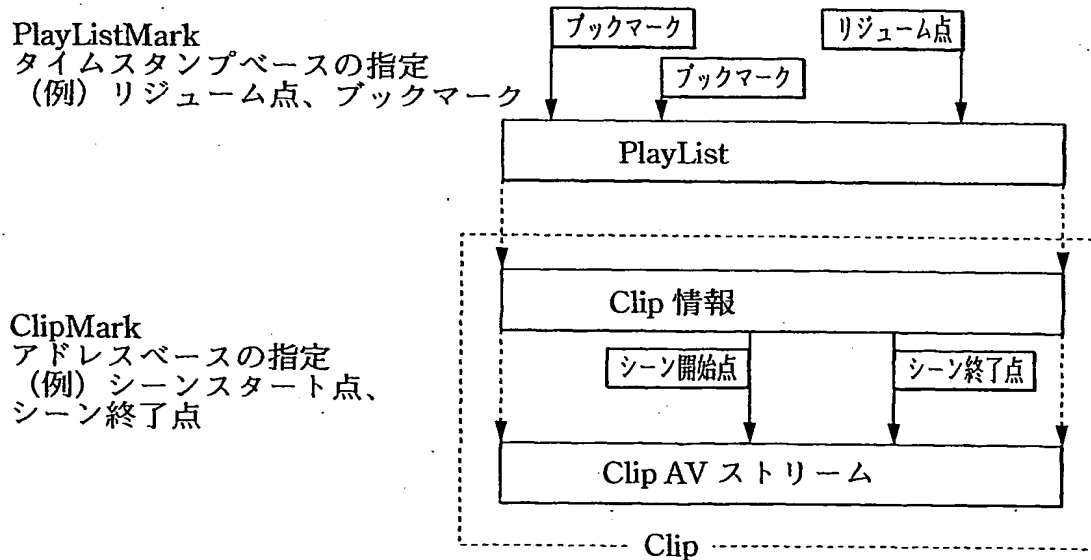 PlayListMark
タイムスタンプベースの指定
（例）リジューム点、ブックマーク
ブックマーク
ブックマーク
リジューム点
PlayList
Clip 情報
ClipMark
アドレスベースの指定
（例）シーンスタート点、
シーン終了点
シーン開始点
シーン終了点
Clip AV ストリーム
Clip